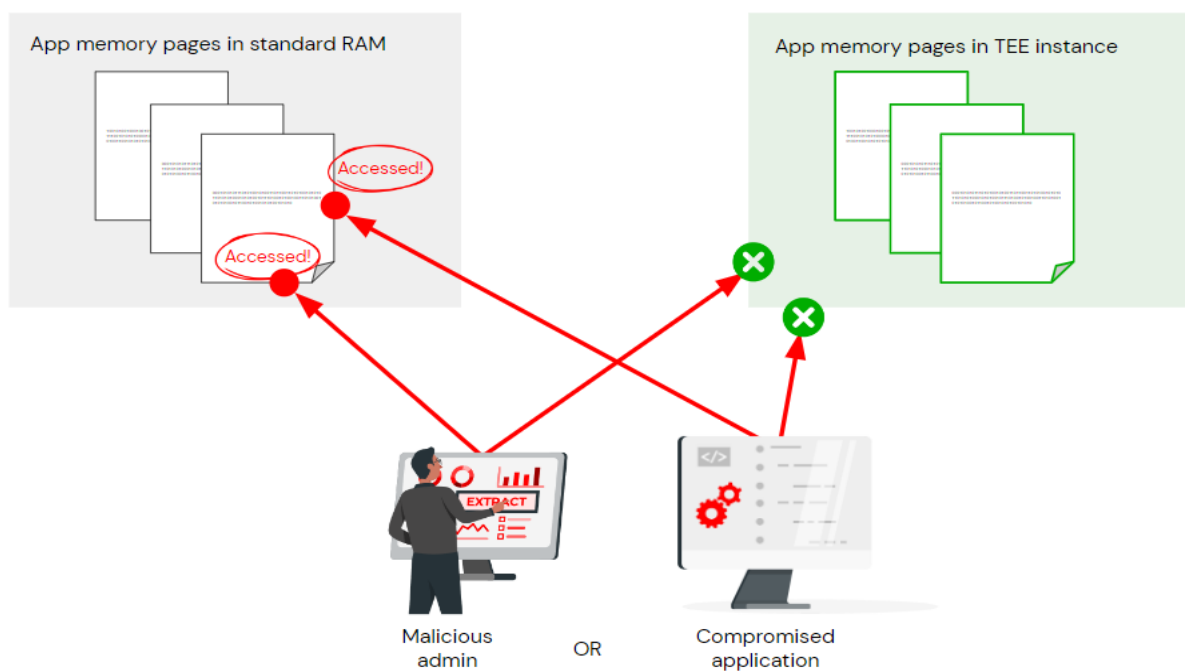 App memory pages in standard RAM
App memory pages in TEE instance
Accessed!
Accessed!
EXTRACT
</>
Malicious
admin
OR
Compromised
application